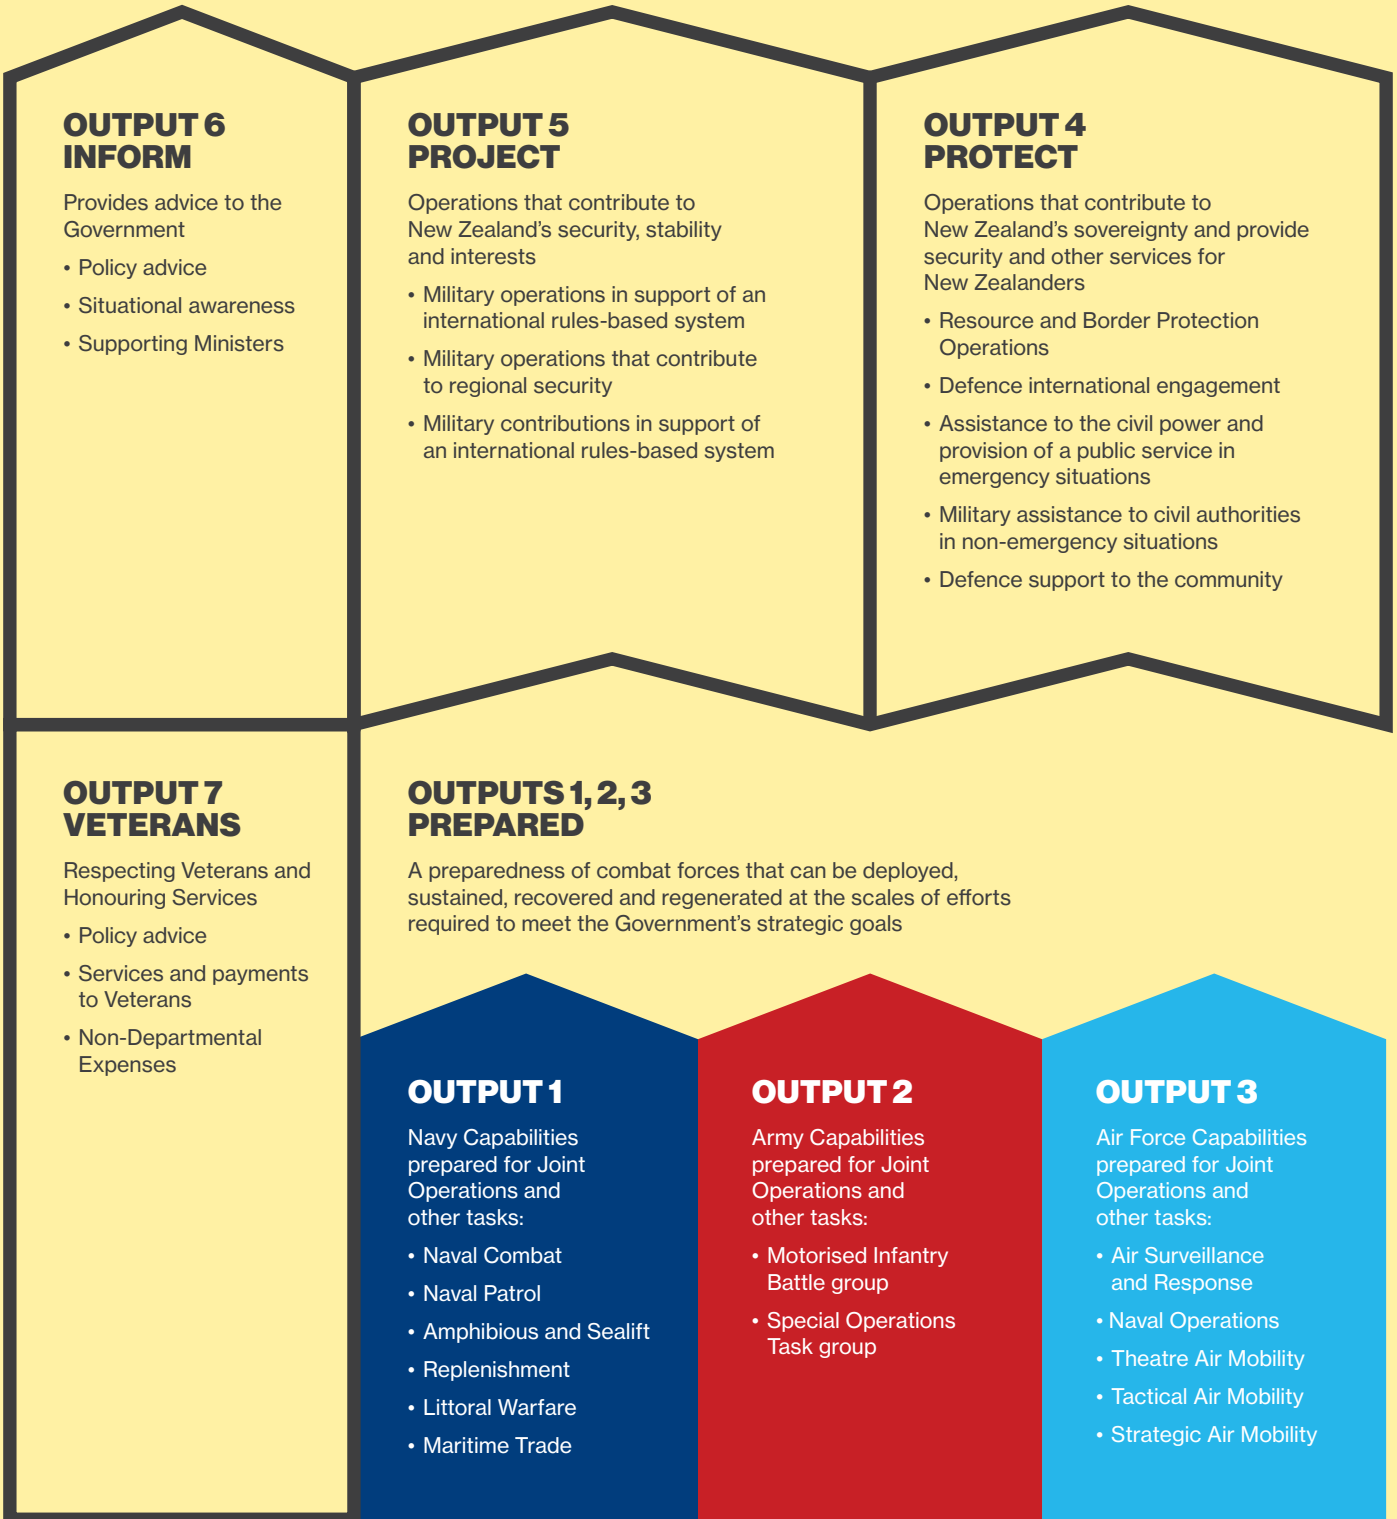 OUTPUT 6
INFORM
Provides advice to the
Government
• Policy advice
• Situational awareness
• Supporting Ministers
OUTPUT 5
PROJECT
Operations that contribute to
New Zealand’s security, stability
and interests
• Military operations in support of an
international rules-based system
• Military operations that contribute
to regional security
• Military contributions in support of
an international rules-based system
OUTPUT 4
PROTECT
Operations that contribute to
New Zealand’s sovereignty and provide
security and other services for
New Zealanders
• Resource and Border Protection
Operations
• Defence international engagement
• Assistance to the civil power and
provision of a public service in
emergency situations
• Military assistance to civil authorities
in non-emergency situations
• Defence support to the community
OUTPUT 7
VETERANS
Respecting Veterans and
Honouring Services
• Policy advice
• Services and payments
to Veterans
• Non-Departmental
Expenses
OUTPUTS 1, 2, 3
PREPARED
A preparedness of combat forces that can be deployed,
sustained, recovered and regenerated at the scales of efforts
required to meet the Government’s strategic goals
OUTPUT 1
Navy Capabilities
prepared for Joint
Operations and
other tasks:
• Naval Combat
• Naval Patrol
• Amphibious and Sealift
• Replenishment
• Littoral Warfare
• Maritime Trade
OUTPUT 2
Army Capabilities
prepared for Joint
Operations and
other tasks:
• Motorised Infantry
Battle group
• Special Operations
Task group
OUTPUT 3
Air Force Capabilities
prepared for Joint
Operations and
other tasks:
• Air Surveillance
and Response
• Naval Operations
• Theatre Air Mobility
• Tactical Air Mobility
• Strategic Air Mobility